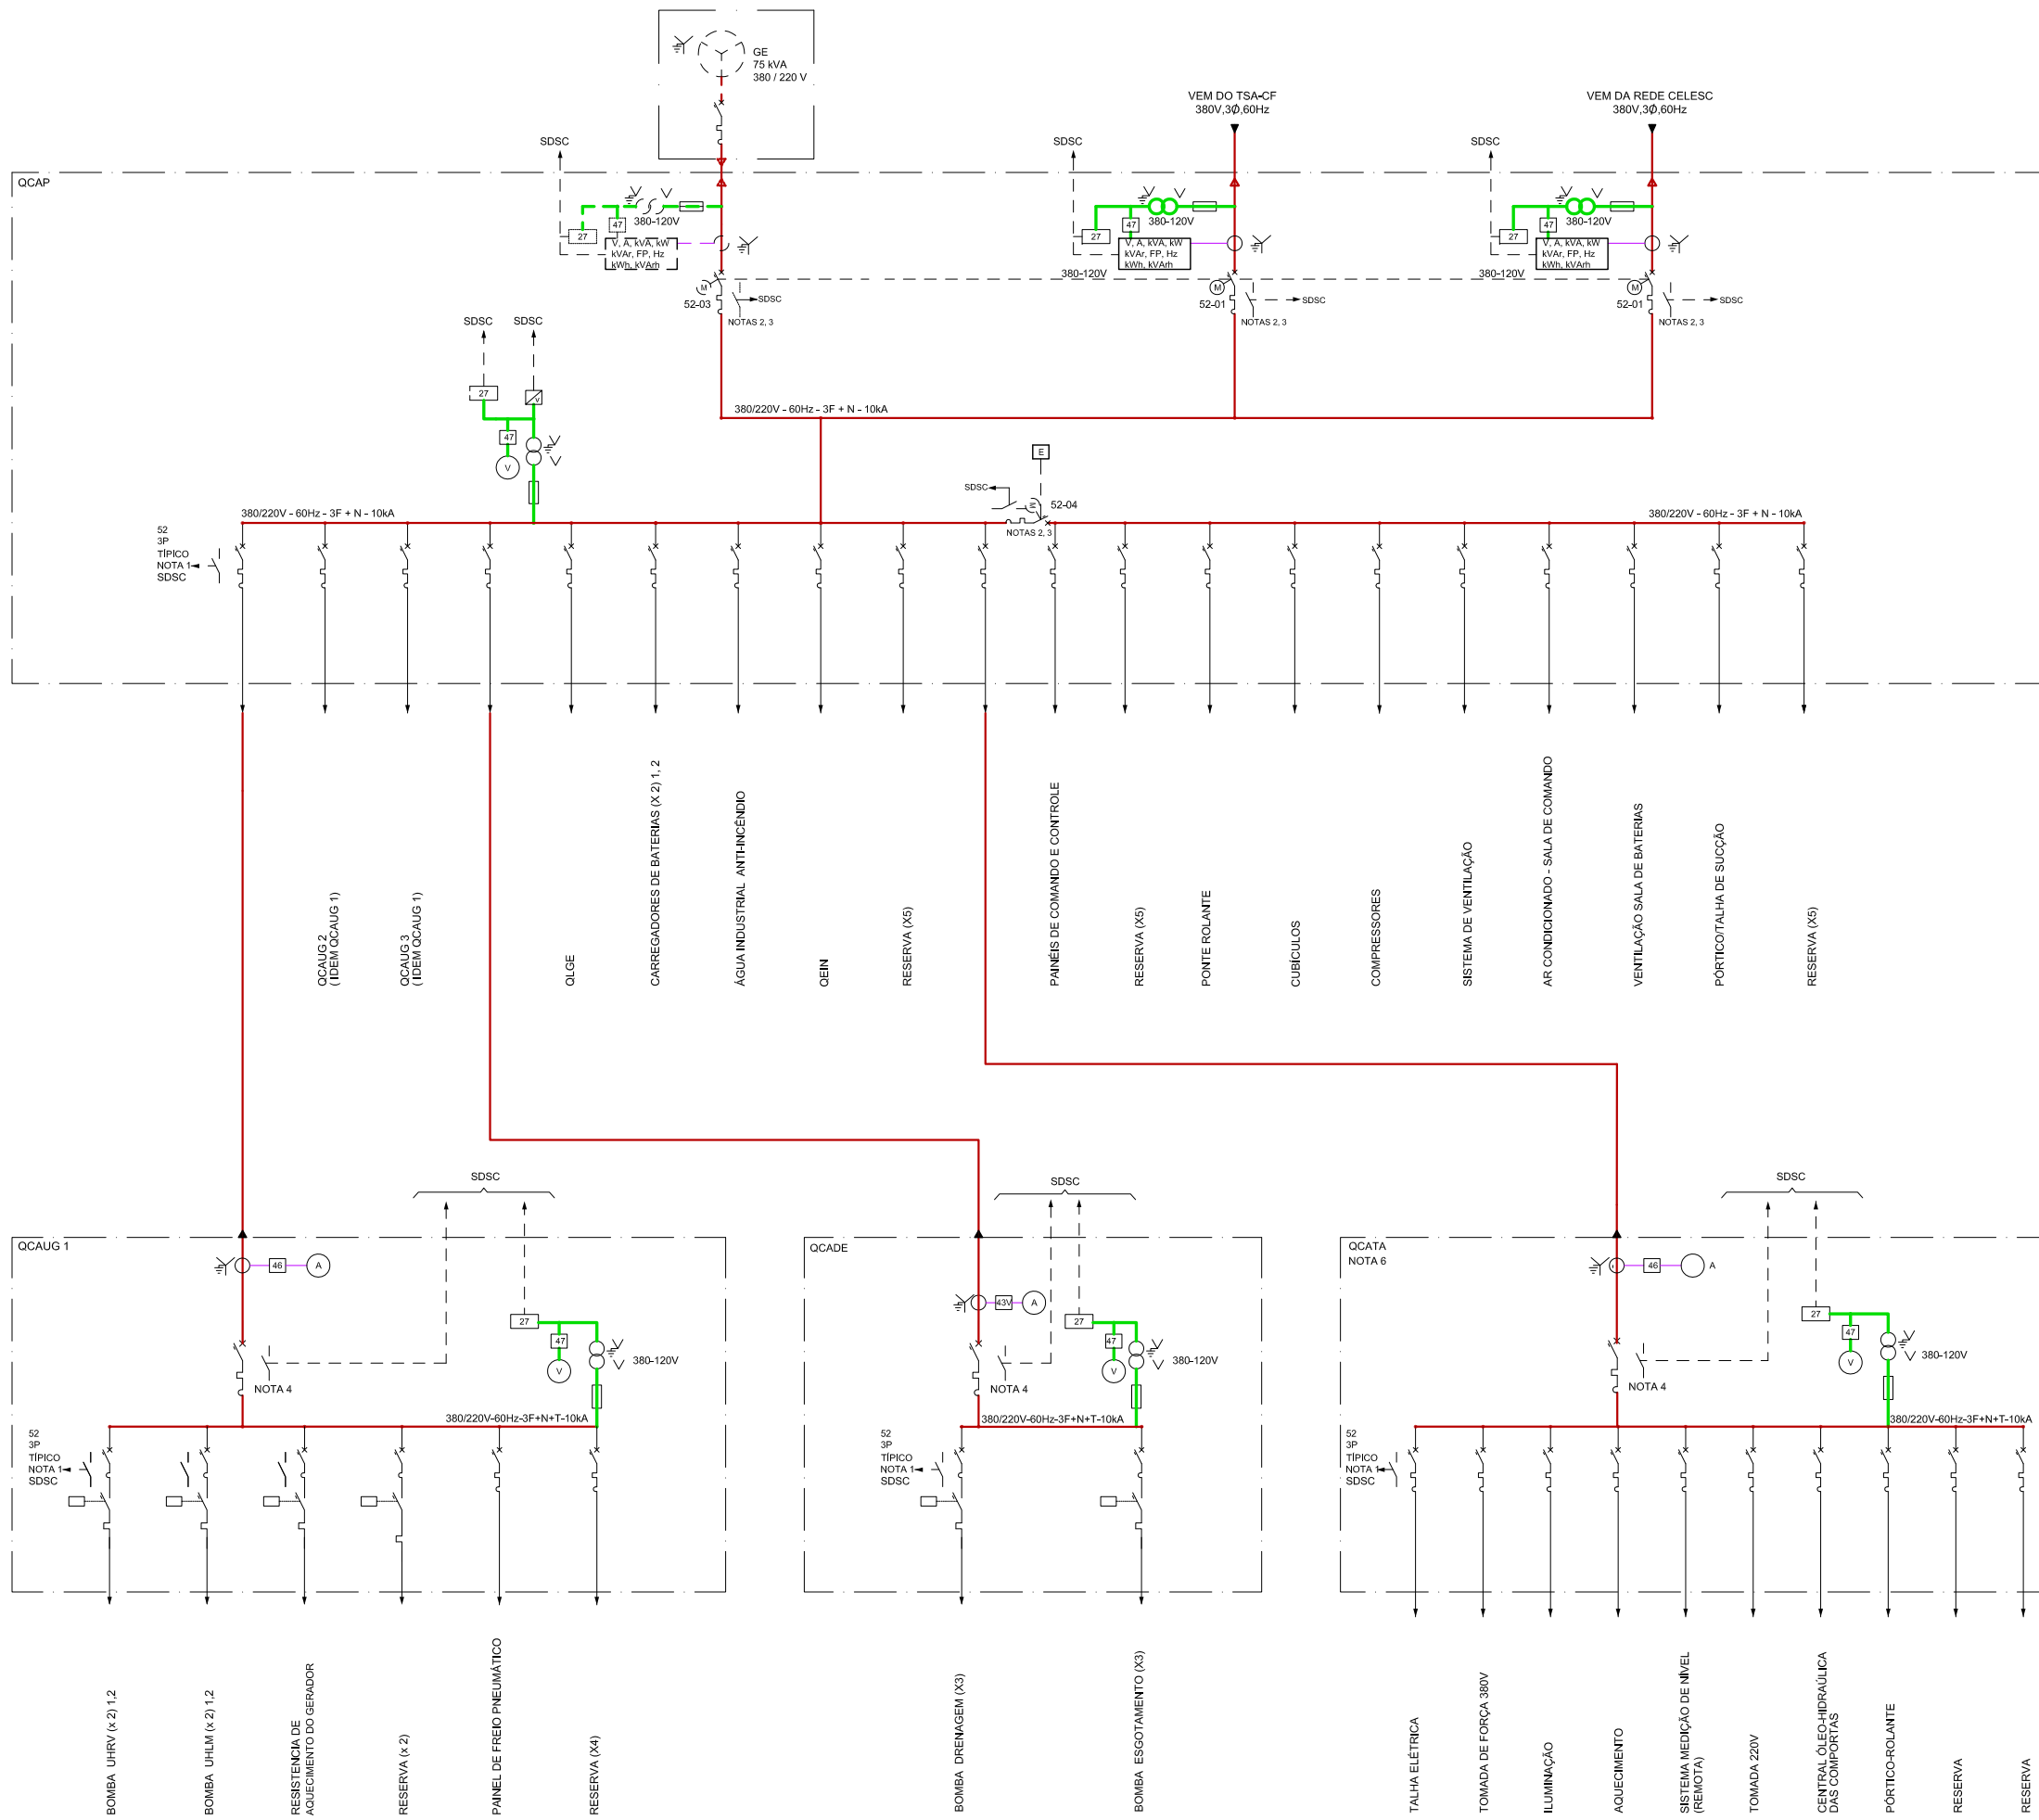 GE
75 kVA
380 / 220 V
VEM DO TSA-CF
380V,3Ø,60Hz
VEM DA REDE CELESC
380V,3Ø,60Hz
SDSC
SDSC
SDSC
QCAP
380-120V
47
27
V, A, kVA, kW
kVAr, FP, Hz
kWh, kVArh
380-120V
47
27
V, A, kVA, kW
kVAr, FP, Hz
kWh, kVArh
380-120V
47
27
V, A, kVA, kW
kVAr, FP, Hz
kWh, kVArh
380-120V
380-120V
M
52-03
SDSC
NOTAS 2, 3
M
52-01
SDSC
NOTAS 2, 3
M
52-01
SDSC
NOTAS 2, 3
SDSC
SDSC
27
V
47
V
380/220V - 60Hz - 3F + N - 10kA
E
SDSC
E
52-04
NOTAS 2, 3
380/220V - 60Hz - 3F + N - 10kA
380/220V - 60Hz - 3F + N - 10kA
52
3P
TÍPICO
NOTA 1
SDSC
QCAUG 2
(IDEM QCAUG 1)
QCAUG 3
(IDEM QCAUG 1)
QLGE
CARREGADORES DE BATERIAS (X 2) 1, 2
ÁGUA INDUSTRIAL ANTI-INCÊNDIO
QEIN
RESERVA (X5)
PAINÉIS DE COMANDO E CONTROLE
RESERVA (X5)
PONTE ROLANTE
CUBÍCULOS
COMPRESSORES
SISTEMA DE VENTILAÇÃO
AR CONDICIONADO - SALA DE COMANDO
VENTILAÇÃO SALA DE BATERIAS
PÓRTICO/TALHA DE SUCÇÃO
RESERVA (X5)
SDSC
QCAUG 1
46
A
27
47
V
380-120V
NOTA 4
380/220V-60Hz-3F+N+T-10kA
52
3P
TÍPICO
NOTA 1
SDSC
BOMBA UHRV (x 2) 1,2
BOMBA UHLM (x 2) 1,2
RESISTENCIA DE
AQUECIMENTO DO GERADOR
RESERVA (x 2)
PAINEL DE FREIO PNEUMÁTICO
RESERVA (X4)
SDSC
QCADE
43V
A
27
47
V
380-120V
NOTA 4
380/220V-60Hz-3F+N+T-10kA
52
3P
TÍPICO
NOTA 1
SDSC
BOMBA DRENAGEM (X3)
BOMBA ESGOTAMENTO (X3)
SDSC
QCATA
NOTA 6
46
A
27
47
V
380-120V
NOTA 4
380/220V-60Hz-3F+N+T-10kA
52
3P
TÍPICO
NOTA 1
SDSC
TALHA ELÉTRICA
TOMADA DE FORÇA 380V
ILUMINAÇÃO
AQUECIMENTO
SISTEMA MEDIÇÃO DE NÍVEL
(REMOTA)
TOMADA 220V
CENTRAL ÓLEO-HIDRAÚLICA
DAS COMPORTAS
PÓRTICO-ROLANTE
RESERVA
RESERVA